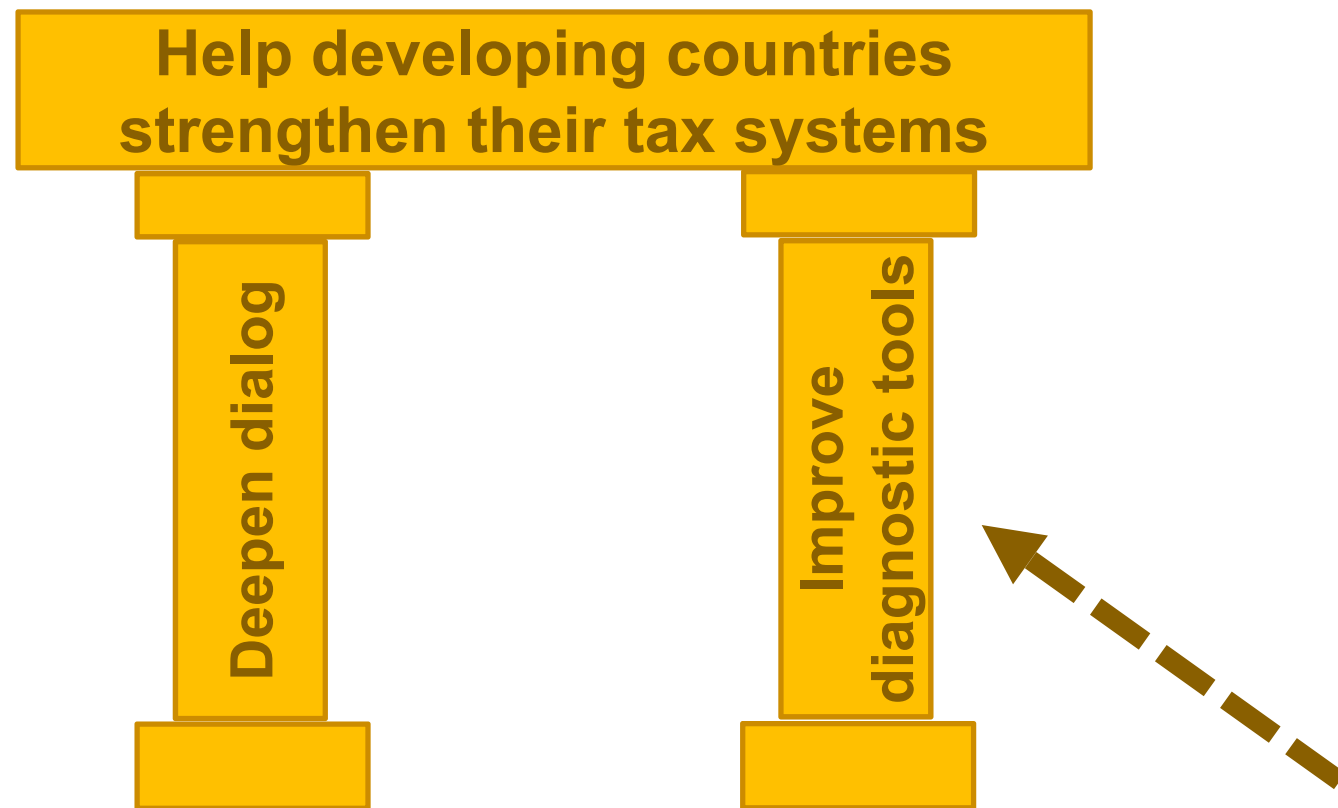 Help developing countries
strengthen their tax systems
Deepen dialog
Improve
diagnostic tools